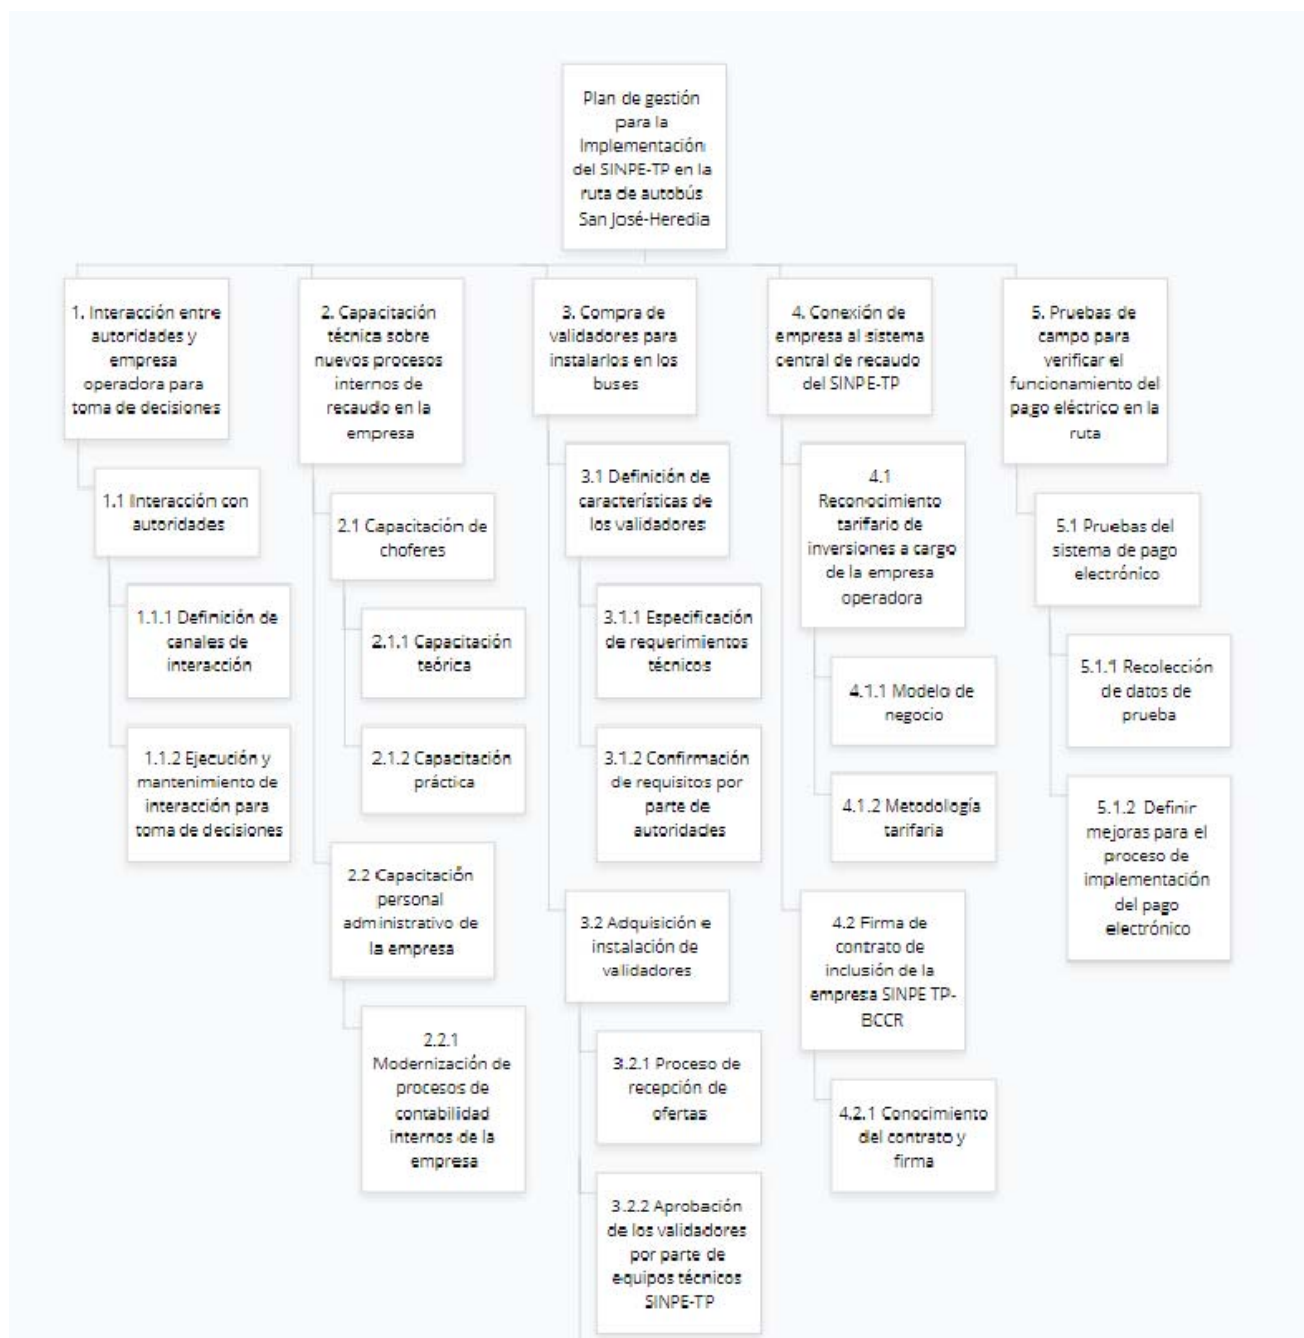 Plan de gestión
para la
Implementación
del SINPE-TP en la
ruta de autobús
San José-Heredia
1. Interacción entre
autoridades y
empresa
operadora para
toma de decisiones
1.1 Interacción con
autoridades
1.1.1 Definición de
canales de
interacción
1.1.2 Ejecución y
mantenimiento de
interacción para
toma de decisiones
2. Capacitación
técnica sobre
nuevos procesos
internos de
recaudo en la
empresa
2.1 Capacitación de
choferes
2.1.1 Capacitación
teórica
2.1.2 Capacitación
práctica
2.2 Capacitación
personal
administrativo de
la empresa
2.2.1
Modernización de
procesos de
contabilidad
internos de la
empresa
3. Compra de
validadores para
instalarlos en los
buses
3.1 Definición de
características de
los validadores
3.1.1 Especificación
de requerimientos
técnicos
3.1.2 Confirmación
de requisitos por
parte de
autoridades
3.2 Adquisición e
instalación de
validadores
3.2.1 Proceso de
recepción de
ofertas
3.2.2 Aprobación
de los validadores
por parte de
equipos técnicos
SINPE-TP
4. Conexión de
empresa al sistema
central de recaudo
del SINPE-TP
4.1
Reconocimiento
tarifario de
inversiones a cargo
de la empresa
operadora
4.1.1 Modelo de
negocio
4.1.2 Metodología
tarifaria
4.2 Firma de
contrato de
inclusión de la
empresa SINPE TP-
BCCR
4.2.1 Conocimiento
del contrato y
firma
5. Pruebas de
campo para
verificar el
funcionamiento del
pago eléctrico en la
ruta
5.1 Pruebas del
sistema de pago
electrónico
5.1.1 Recolección
de datos de
prueba
5.1.2 Definir
mejoras para el
proceso de
implementación
del pago
electrónico